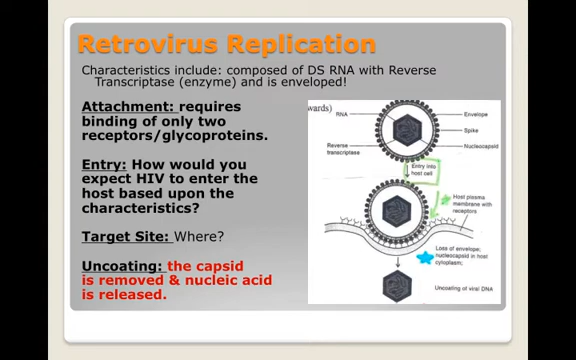 Retrovirus Replication
Characteristics include: composed of DS RNA with Reverse
Transcriptase (enzyme) and is enveloped!
Attachment: requires
binding of only two
receptors/glycoproteins.
Entry: How would you
expect HIV to enter the
host based upon the
characteristics?
Target Site: Where?
Uncoating: the capsid
is removed & nucleic acid
is released.
wards)
RNA
Envelope
Spike
Reverse
transcriptase
Nucleocapsid
Entry into
host cell
Host plasma
membrane with
receptors
Loss of envelope;
nucleocapsid in host
cytoplasm;
Uncoating of viral DNA